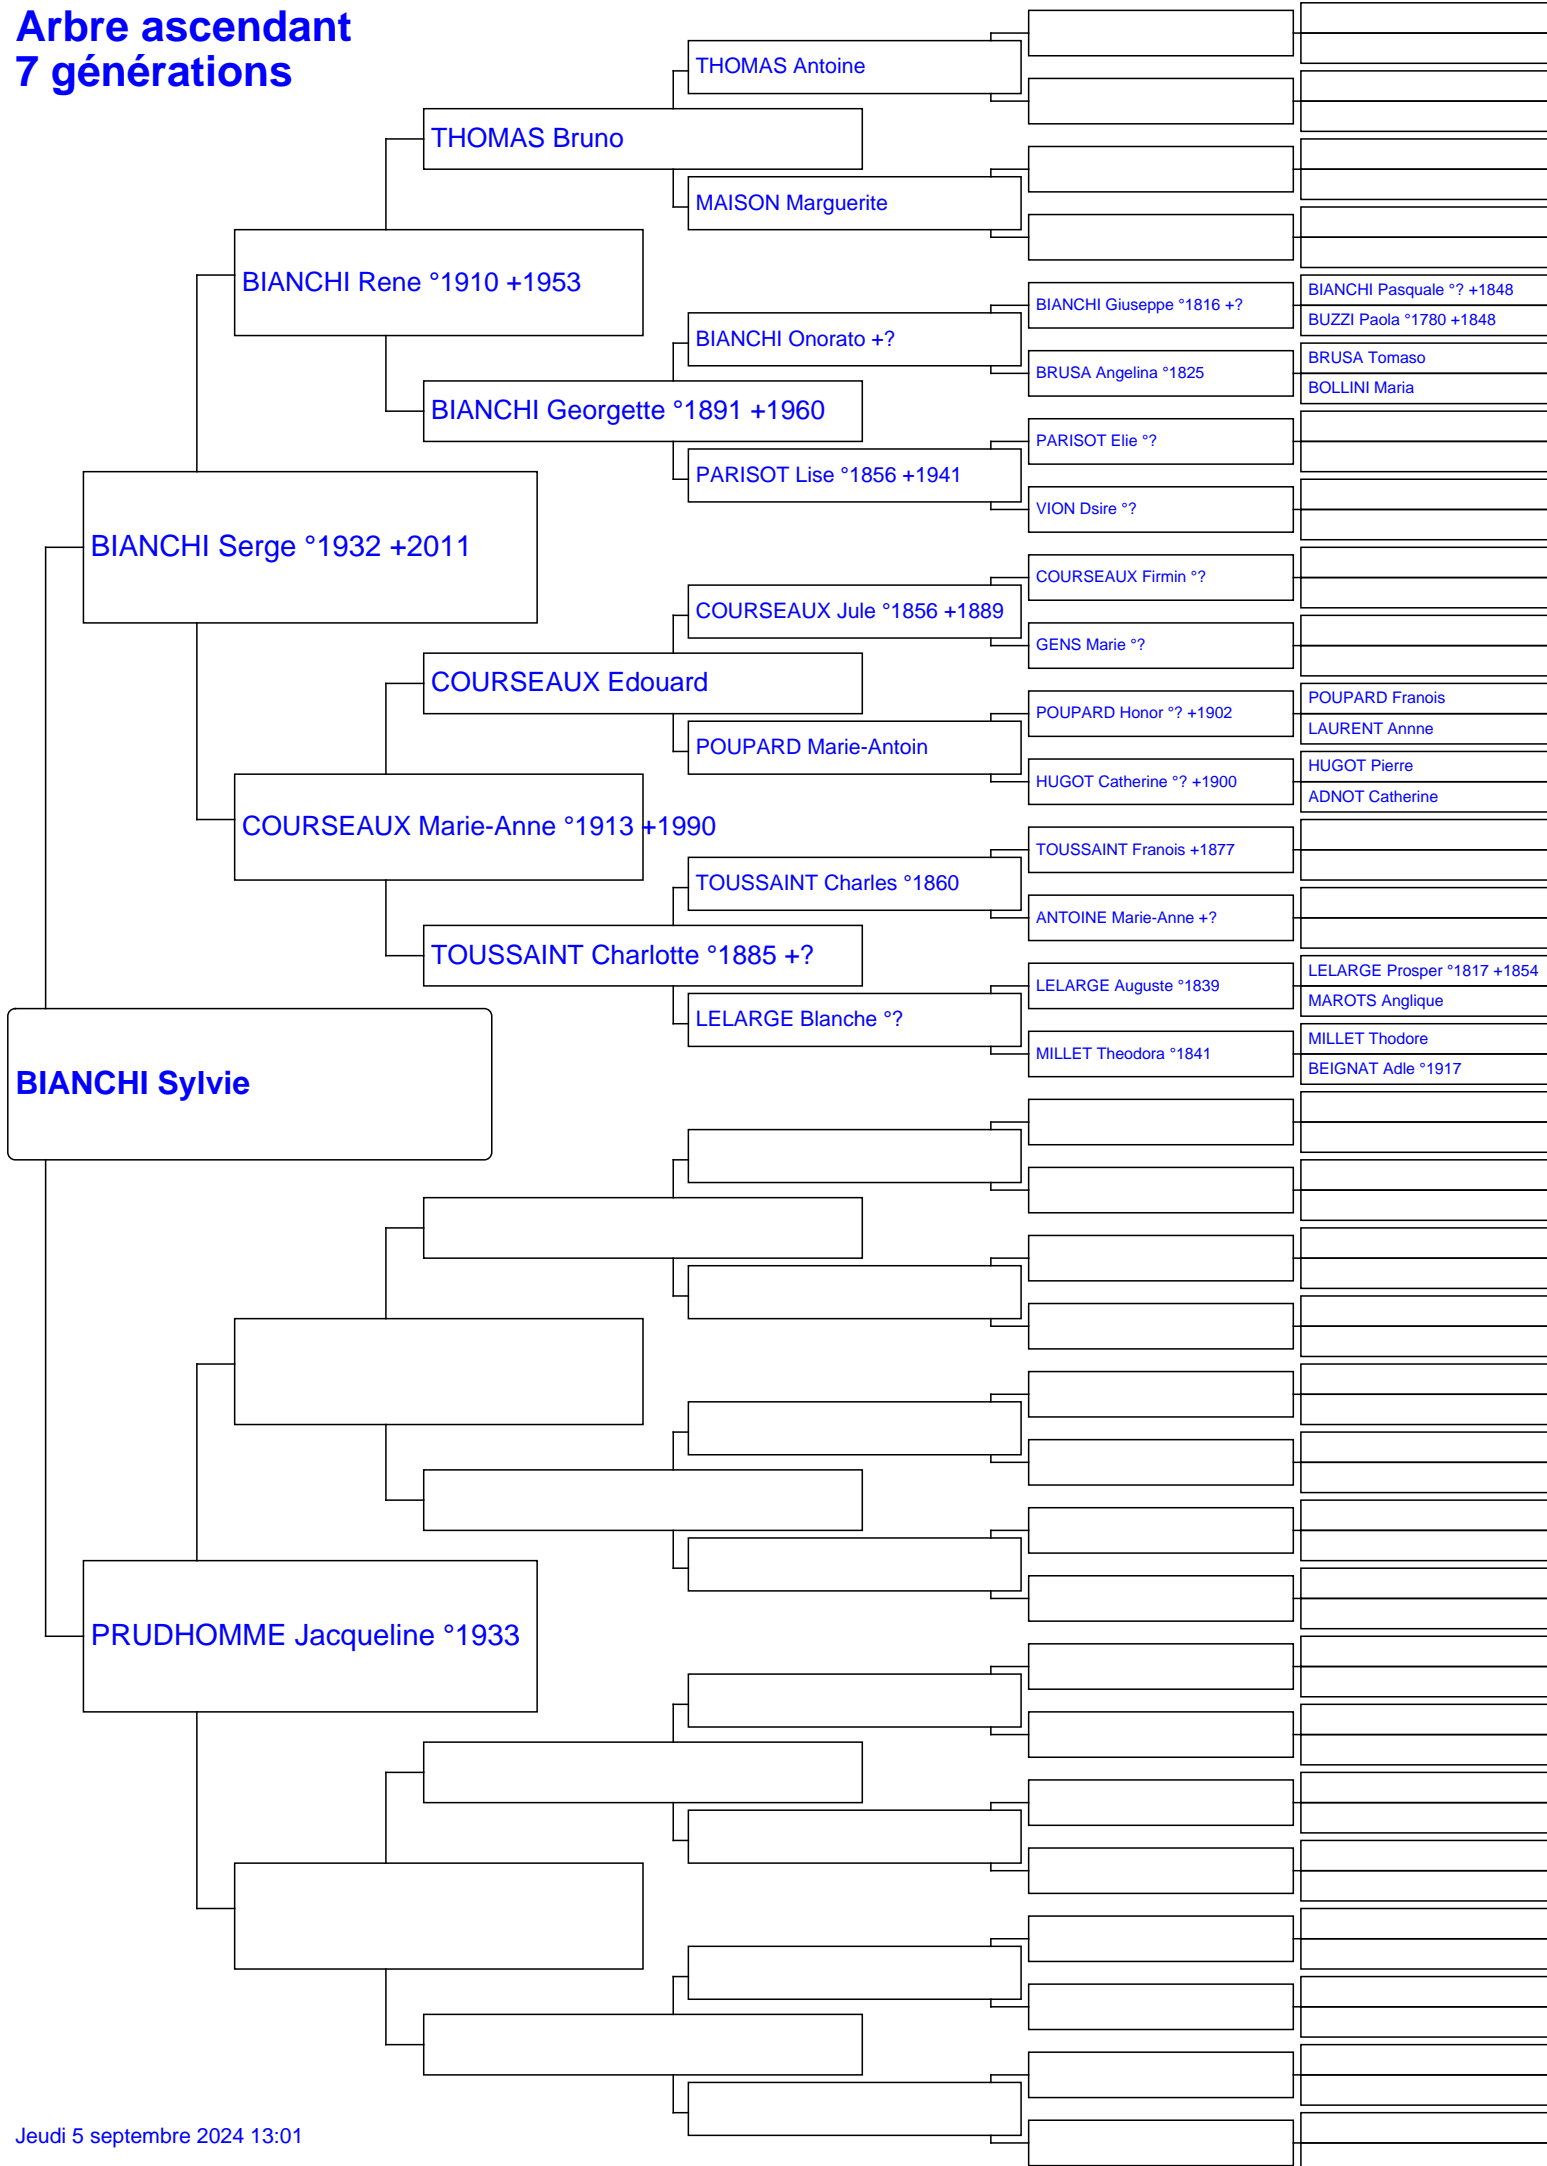 Arbre ascendant
7 générations
THOMAS Antoine
THOMAS Bruno
MAISON Marguerite
BIANCHI Rene °1910 +1953
BIANCHI Giuseppe °1816 +?
BIANCHI Pasquale °? +1848
BUZZI Paola °1780 +1848
BIANCHI Onorato +?
BRUSA Angelina °1825
BRUSA Tomaso
BOLLINI Maria
BIANCHI Georgette °1891 +1960
PARISOT Elie °?
PARISOT Lise °1856 +1941
VION Dsire °?
BIANCHI Serge °1932 +2011
COURSEAUX Firmin °?
COURSEAUX Jule °1856 +1889
GENS Marie °?
COURSEAUX Edouard
POUPARD Honor °? +1902
POUPARD Franois
LAURENT Annne
POUPARD Marie-Antoin
HUGOT Catherine °? +1900
HUGOT Pierre
ADNOT Catherine
COURSEAUX Marie-Anne °1913 +1990
TOUSSAINT Franois +1877
TOUSSAINT Charles °1860
ANTOINE Marie-Anne +?
TOUSSAINT Charlotte °1885 +?
LELARGE Auguste °1839
LELARGE Prosper °1817 +1854
MAROTS Anglique
LELARGE Blanche °?
MILLET Theodora °1841
MILLET Thodore
BEIGNAT Adle °1917
BIANCHI Sylvie
PRUDHOMME Jacqueline °1933
Jeudi 5 septembre 2024 13:01